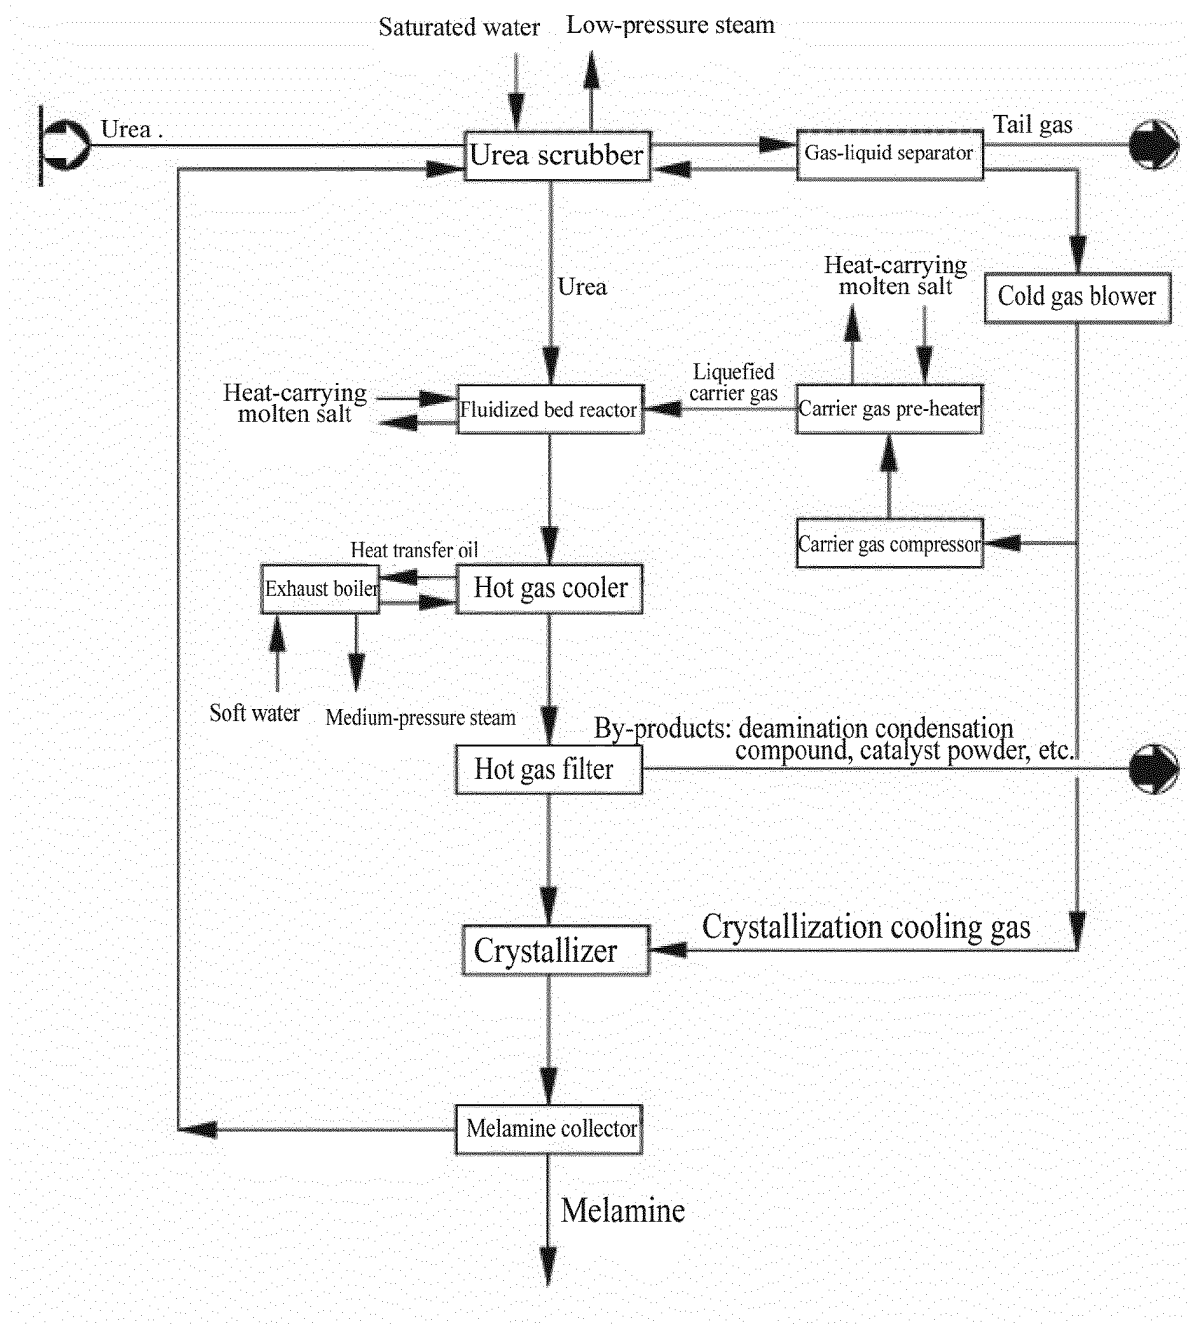 Saturated water
Low-pressure steam
Urea .
Urea scrubber
Gas-liquid separator
Tail gas
Urea
Heat-carrying
molten salt
Cold gas blower
Heat-carrying
molten salt
Fluidized bed reactor
Liquefied
carrier gas
Carrier gas pre-heater
Carrier gas compressor
Heat transfer oil
Exhaust boiler
Hot gas cooler
Soft water
Medium-pressure steam
By-products: deamination condensation
compound, catalyst powder, etc.
Hot gas filter
Crystallization cooling gas
Crystallizer
Melamine collector
Melamine